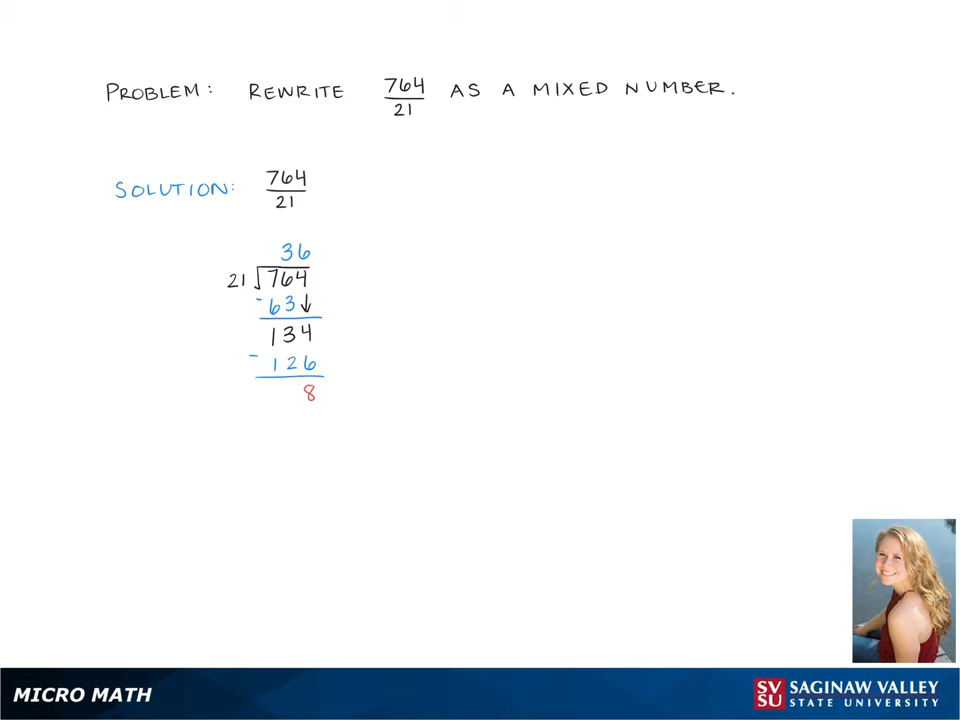 PROBLEM: REWRITE 764/21 AS A MIXED NUMBER.
SOLUTION: 764/21
36
21 √764
- 63↓
134
- 126
8
MICRO MATH
SVSU SAGINAW VALLEY
STATE UNIVERSITY